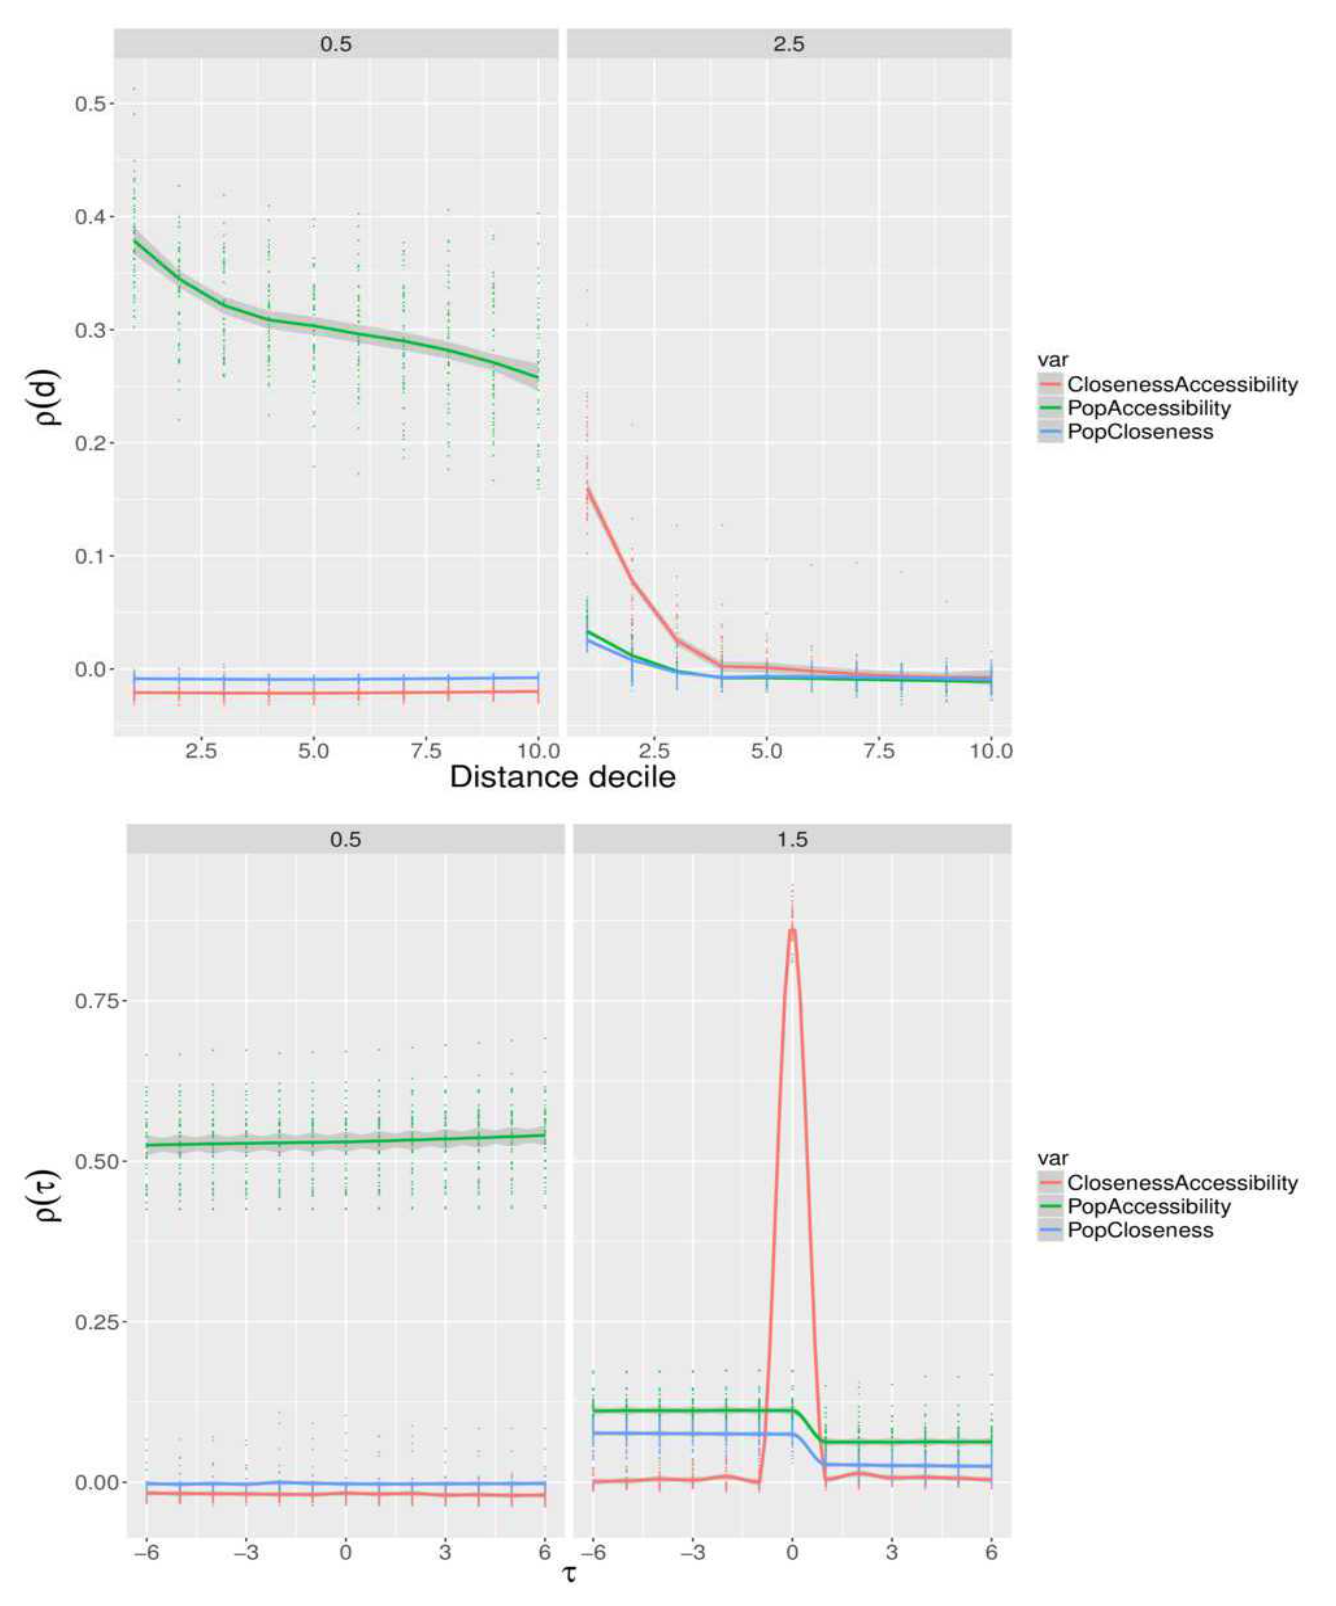 0.5 2.5
0.5
0.4
0.3
0.2
0.1
0.0
ρ(d)
2.5 5.0 7.5 10.0 2.5 5.0 7.5 10.0
Distance decile
var
ClosenessAccessibility
PopAccessibility
PopCloseness
0.5 1.5
0.75
0.50
0.25
0.00
ρ(τ)
−6 −3 0 3 6 −6 −3 0 3 6
τ
var
ClosenessAccessibility
PopAccessibility
PopCloseness